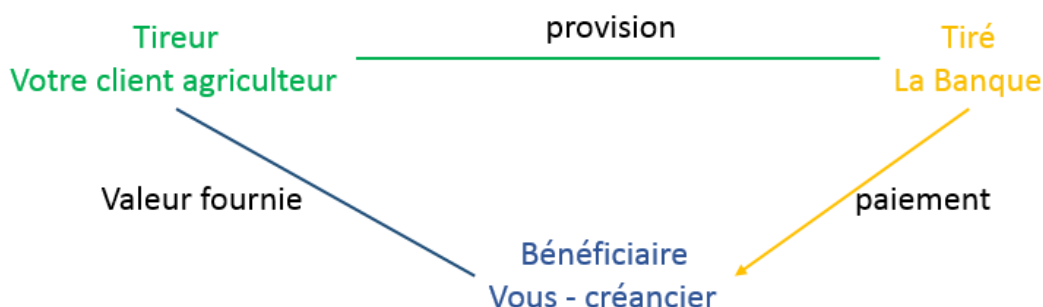 provision
Tireur
Votre client agriculteur
Tiré
La Banque
Valeur fournie
paiement
Bénéficiaire
Vous - créancier